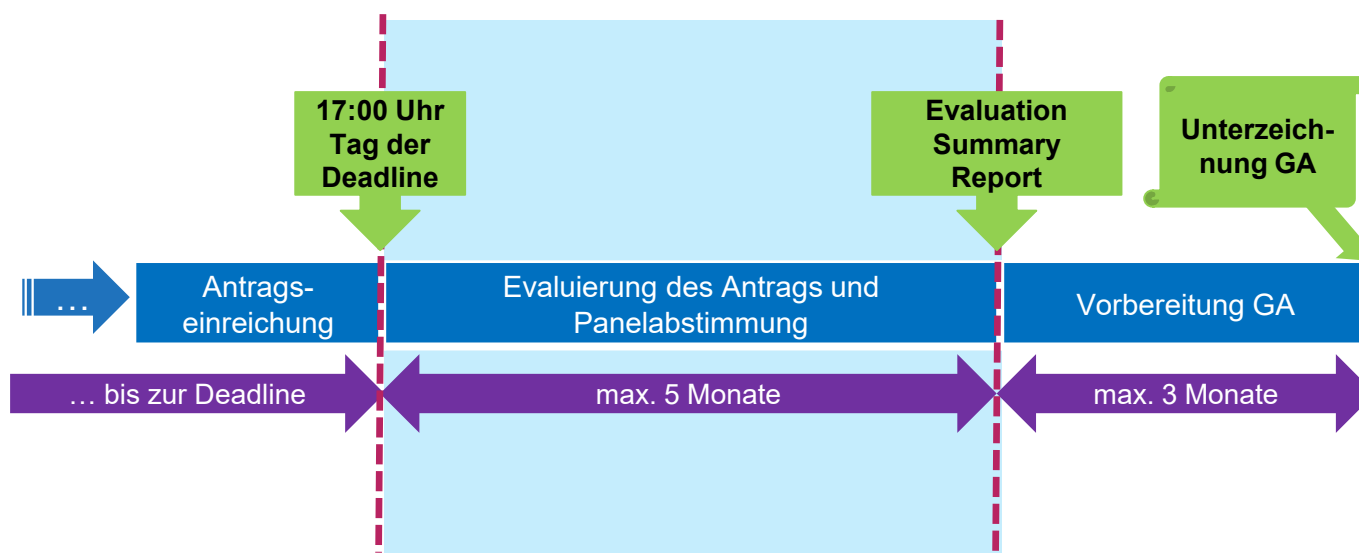 17:00 Uhr
Tag der
Deadline
Evaluation
Summary
Report
Unterzeich-
nung GA
...
Antrags-
einreichung
Evaluierung des Antrags und
Panelabstimmung
Vorbereitung GA
... bis zur Deadline
max. 5 Monate
max. 3 Monate